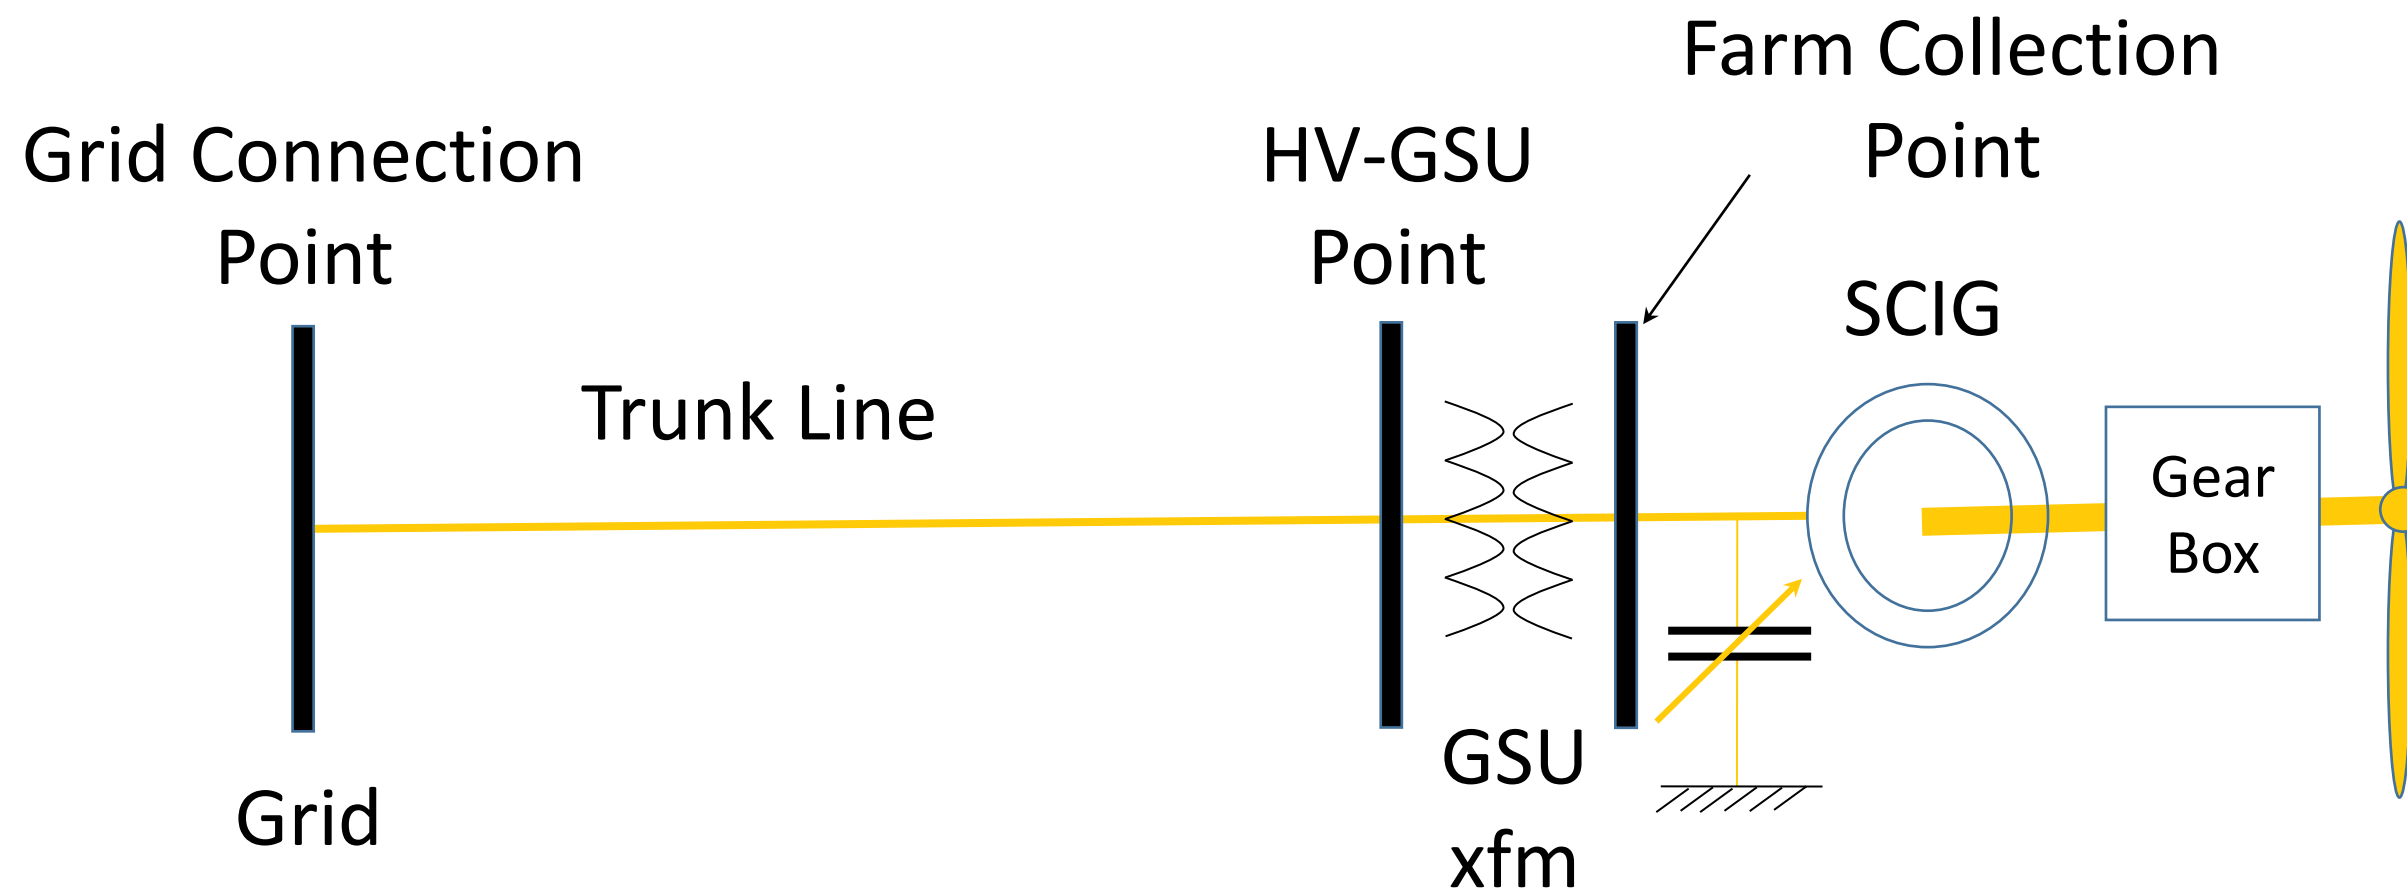 Farm Collection
Point
Grid Connection
Point
HV-GSU
Point
SCIG
Trunk Line
Gear
Box
GSU
xfm
Grid